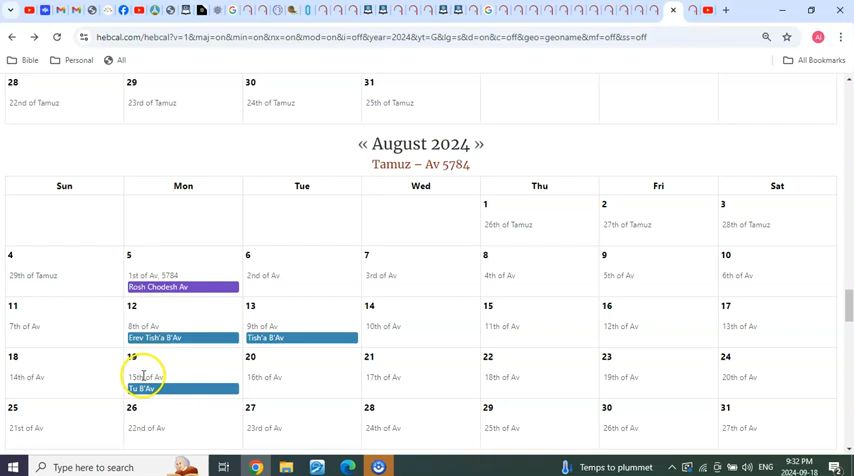 hebcal.com/hebcal?v=1&maj=on&min=on&nx=on&mod=on&i=off&year=2024&yt=G&lg=s&d=on&c=off&geo=geoname&mf=off&ss=off
Bible Personal All All Bookmarks
28 29 30 31
22nd of Tamuz 23rd of Tamuz 24th of Tamuz 25th of Tamuz
« August 2024 »
Tamuz – Av 5784
Sun Mon Tue Wed Thu Fri Sat
1 2 3
26th of Tamuz 27th of Tamuz 28th of Tamuz
4 5 6 7 8 9 10
29th of Tamuz 1st of Av, 5784 2nd of Av 3rd of Av 4th of Av 5th of Av 6th of Av
Rosh Chodesh Av
11 12 13 14 15 16 17
7th of Av 8th of Av 9th of Av 10th of Av 11th of Av 12th of Av 13th of Av
Erev Tish'a B'Av Tish'a B'Av
18 19 20 21 22 23 24
14th of Av 15th of Av 16th of Av 17th of Av 18th of Av 19th of Av 20th of Av
Tu B'Av
25 26 27 28 29 30 31
21st of Av 22nd of Av 23rd of Av 24th of Av 25th of Av 26th of Av 27th of Av
Type here to search Temps to plummet ENG 9:32 PM
2024-09-18